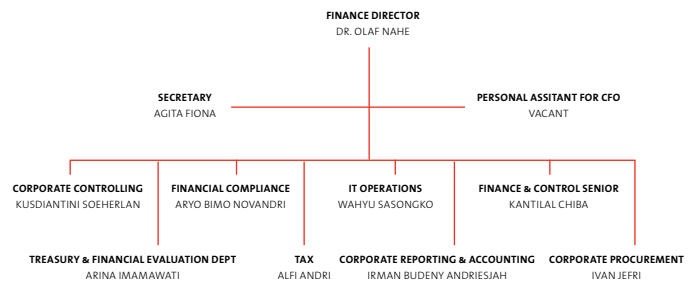 FINANCE DIRECTOR
DR. OLAF NAHE
SECRETARY
AGITA FIONA
PERSONAL ASSITANT FOR CFO
VACANT
CORPORATE CONTROLLING
KUSDIANTINI SOEHERLAN
FINANCIAL COMPLIANCE
ARYO BIMO NOVANDRI
IT OPERATIONS
WAHYU SASONGKO
FINANCE & CONTROL SENIOR
KANTILAL CHIBA
TREASURY & FINANCIAL EVALUATION DEPT
ARINA IMAMAWATI
TAX
ALFI ANDRI
CORPORATE REPORTING & ACCOUNTING
IRMAN BUDENY ANDRIESJAH
CORPORATE PROCUREMENT
IVAN JEFRI